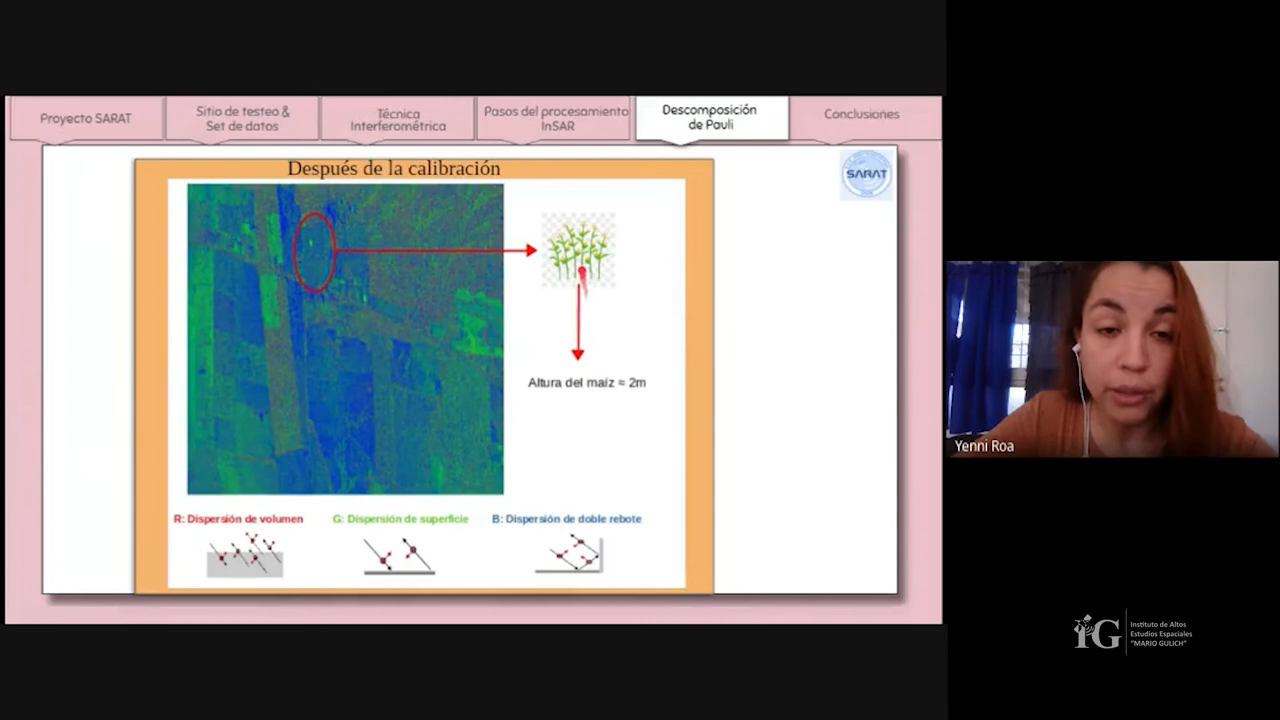 Proyecto SARAT
Sitio de testeo &
Set de datos
Técnica
Interferométrica
Pasos del procesamiento
InSAR
Descomposición
de Pauli
Conclusiones
Después de la calibración
SARAT
Altura del maíz ≈ 2m
R: Dispersión de volumen
G: Dispersión de superficie
B: Dispersión de doble rebote
Yenni Roa
iG
Instituto de Altos
Estudios Espaciales
"MARIO GULICH"